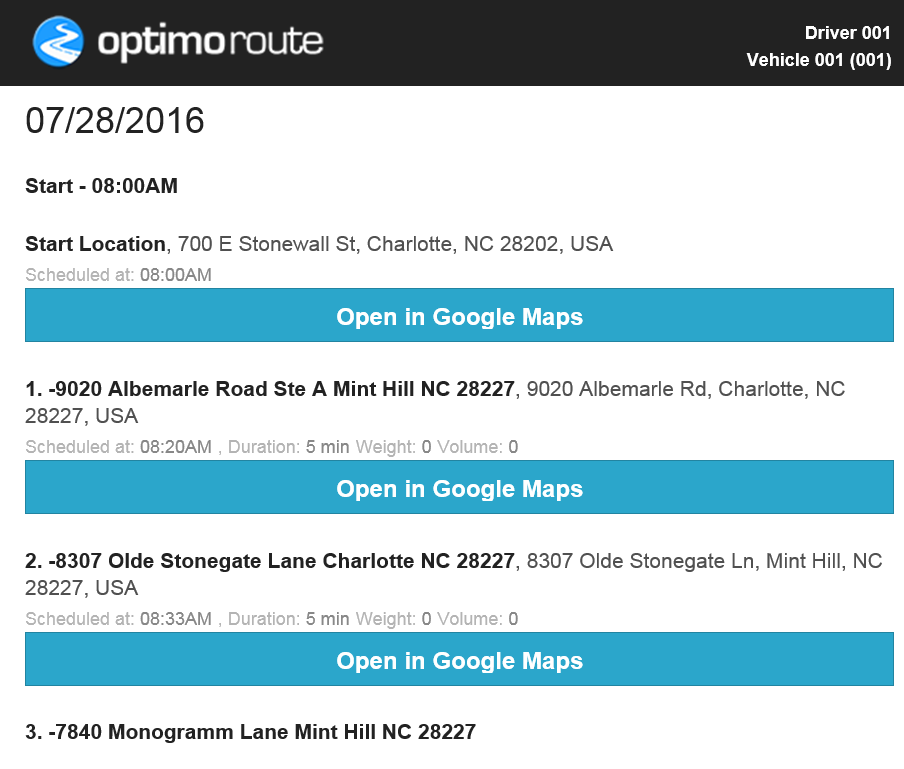 optimoroute
Driver 001
Vehicle 001 (001)
07/28/2016
Start - 08:00AM
Start Location, 700 E Stonewall St, Charlotte, NC 28202, USA
Scheduled at: 08:00AM
Open in Google Maps
1. -9020 Albemarle Road Ste A Mint Hill NC 28227, 9020 Albemarle Rd, Charlotte, NC
28227, USA
Scheduled at: 08:20AM , Duration: 5 min Weight: 0 Volume: 0
Open in Google Maps
2. -8307 Olde Stonegate Lane Charlotte NC 28227, 8307 Olde Stonegate Ln, Mint Hill, NC
28227, USA
Scheduled at: 08:33AM , Duration: 5 min Weight: 0 Volume: 0
Open in Google Maps
3. -7840 Monogramm Lane Mint Hill NC 28227